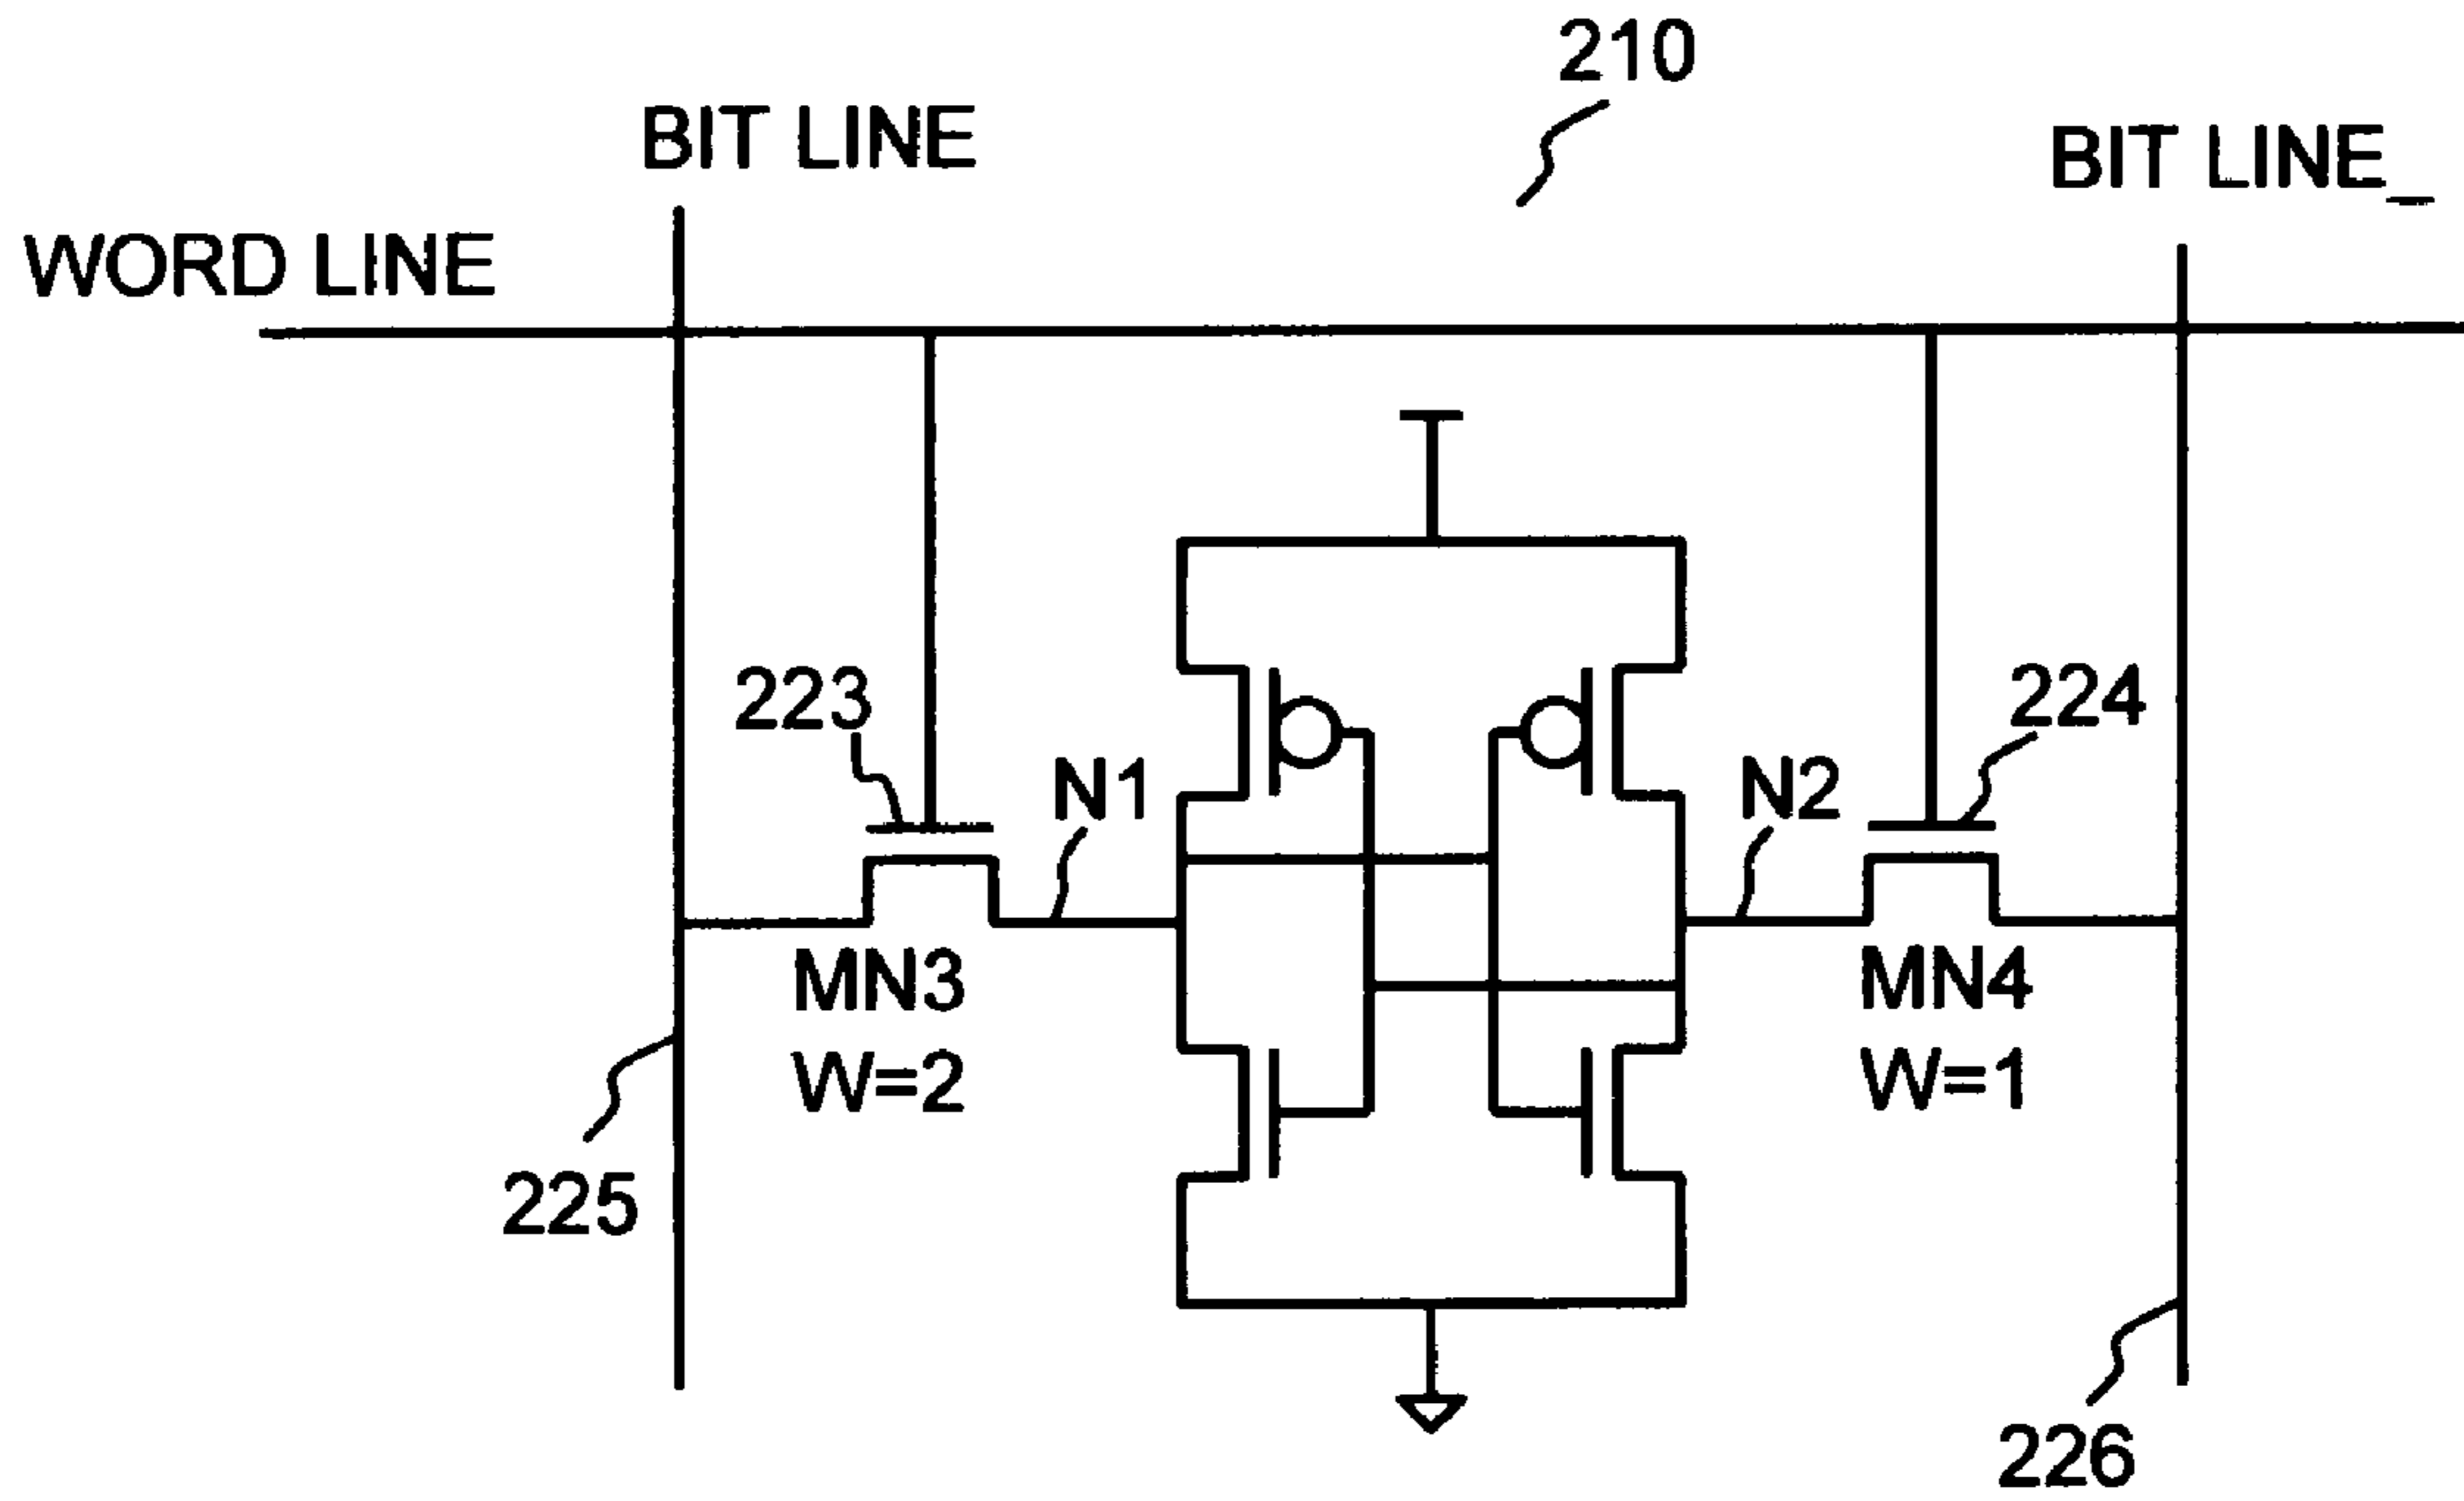 210
BIT LINE
BIT LINE_
WORD LINE
223
224
N1
N2
MN3
W=2
MN4
W=1
225
226